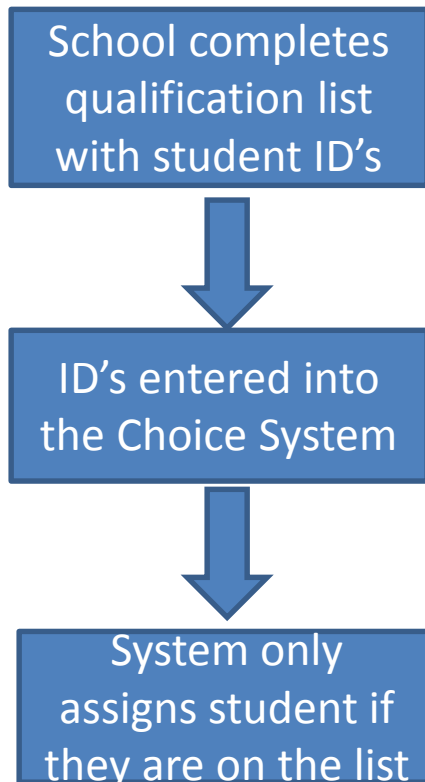 School completes
qualification list
with student ID’s
ID’s entered into
the Choice System
System only
assigns student if
they are on the list